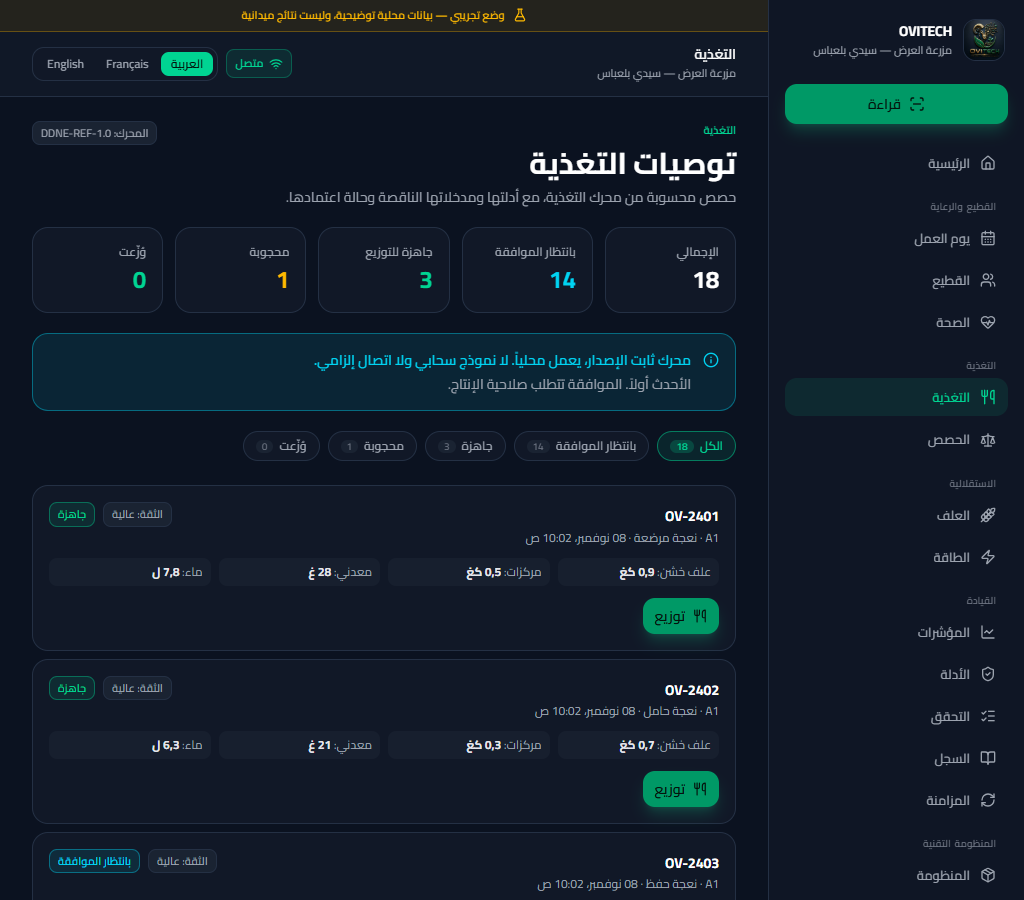 وضع تجريبي — بيانات محلية توضيحية، وليست نتائج ميدانية
OVITECH
مزرعة العرض — سيدي بلعباس
قراءة
الرئيسية
القطيع والرعاية
يوم العمل
القطيع
الصحة
التغذية
التغذية
الحصص
الاستقلالية
العلف
الطاقة
القيادة
المؤشرات
الأدلة
التحقق
السجل
المزامنة
المنظومة التقنية
المنظومة
التغذية
مزرعة العرض — سيدي بلعباس
متصل
العربية
Français
English
التغذية
توصيات التغذية
حصص محسوبة من محرك التغذية، مع أدلتها ومدخلاتها الناقصة وحالة اعتمادها.
المحرك: DDNE-REF-1.0
الإجمالي
18
بانتظار الموافقة
14
جاهزة للتوزيع
3
محجوبة
1
وُزِّعت
0
محرك ثابت الإصدار، يعمل محلياً. لا نموذج سحابي ولا اتصال إلزامي.
الأحدث أولاً. الموافقة تتطلب صلاحية الإنتاج.
الكل 18
بانتظار الموافقة 14
جاهزة 3
محجوبة 1
وُزِّعت 0
OV-2401
A1 · نعجة مرضعة · 08 نوفمبر، 10:02 ص
الثقة: عالية
جاهزة
علف خشن: 0,9 كغ
مركزات: 0,5 كغ
معدني: 28 غ
ماء: 7,8 ل
توزيع
OV-2402
A1 · نعجة حامل · 08 نوفمبر، 10:02 ص
الثقة: عالية
جاهزة
علف خشن: 0,7 كغ
مركزات: 0,3 كغ
معدني: 21 غ
ماء: 6,3 ل
توزيع
OV-2403
A1 · نعجة حفظ · 08 نوفمبر، 10:02 ص
الثقة: عالية
بانتظار الموافقة